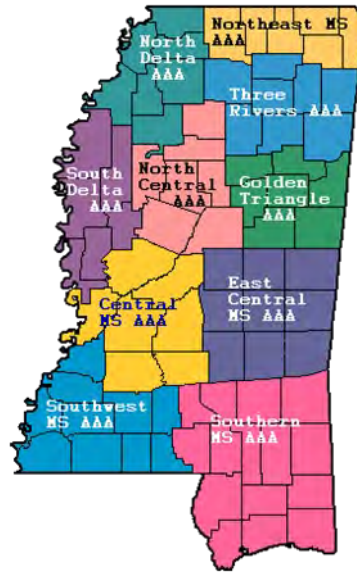 Northeast MS
AAA
North
Delta
AAA
Three
Rivers AAA
South
Delta
AAA
North
Central
AAA
Golden
Triangle
AAA
Central
MS AAA
East
Central
MS AAA
Southwest
MS AAA
Southern
MS AAA